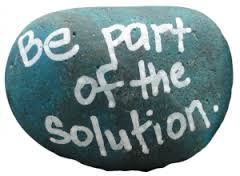 Be part
of the
solution.